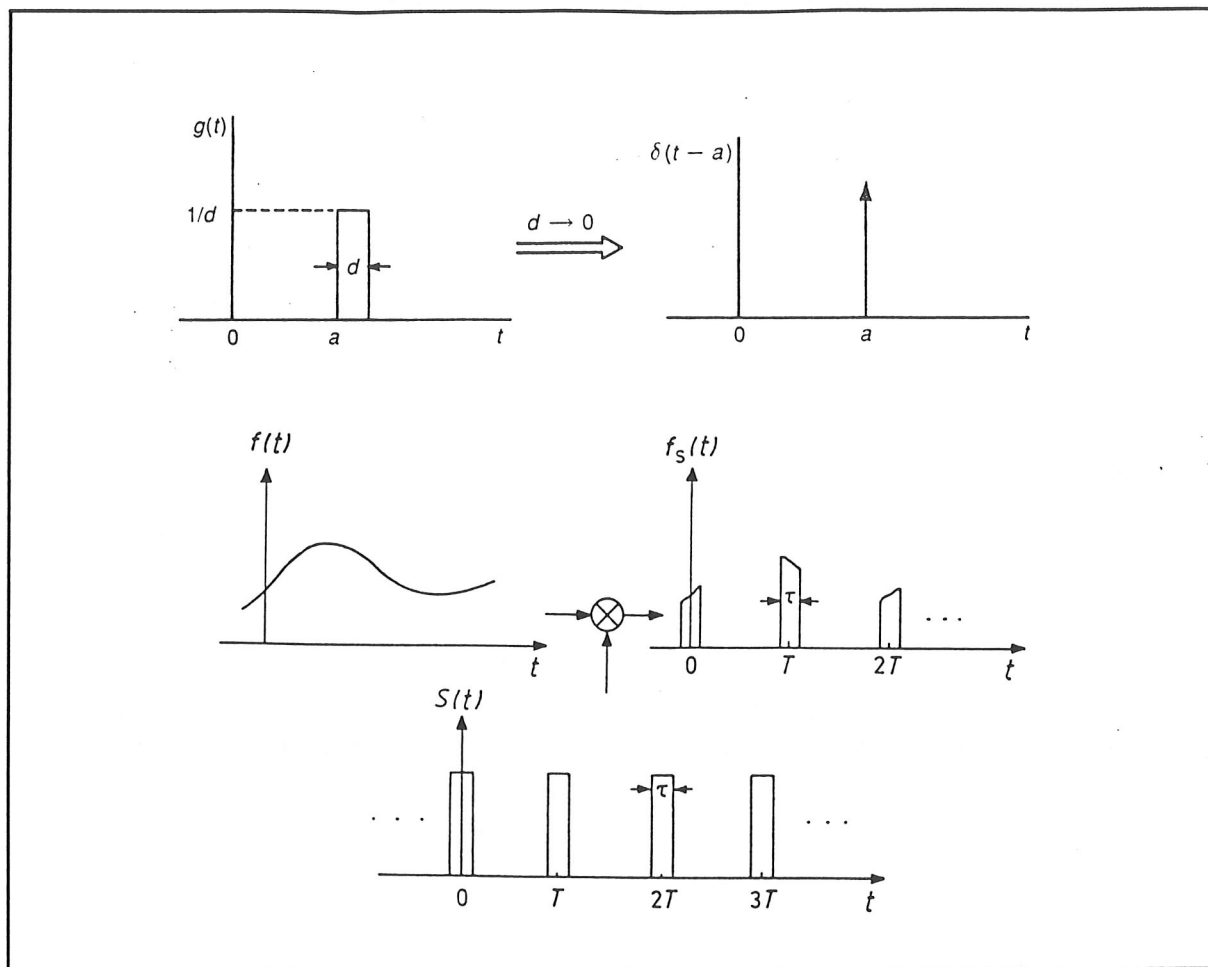 g(t)
1/d
d
0 a t
d → 0
δ(t − a)
0 a t
f(t)
t
f_s(t)
τ
0 T 2T . . . t
S(t)
τ
. . . . . .
0 T 2T 3T t